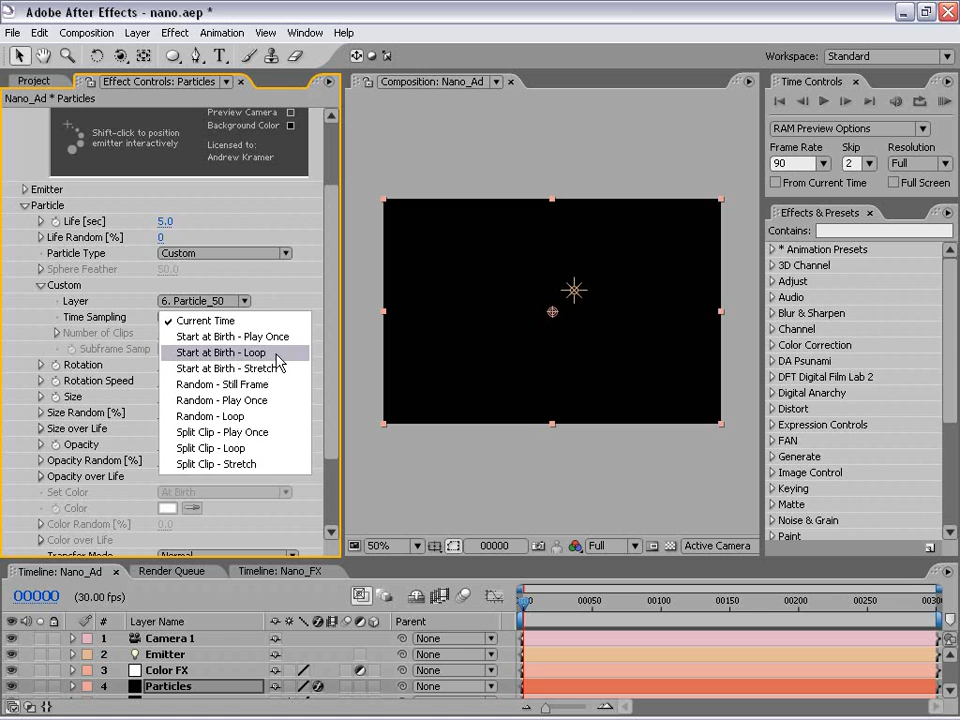 Adobe After Effects - nano.aep *
File Edit Composition Layer Effect Animation View Window Help
Workspace: Standard
Project Effect Controls: Particles
Composition: Nano_Ad
Time Controls
Nano_Ad * Particles
Preview Camera
Background Color
Shift-click to position
emitter interactively
Licensed to:
Andrew Kramer
RAM Preview Options
Frame Rate Skip Resolution
90 2 Full
From Current Time Full Screen
Emitter
Particle
Life [sec] 5.0
Life Random [%] 0
Particle Type Custom
Sphere Feather 50.0
Custom
Layer 6. Particle_50
Time Sampling
Number of Clips
Subframe Samp
Rotation
Rotation Speed
Size
Size Random [%]
Size over Life
Opacity
Opacity Random [%]
Opacity over Life
Set Color At Birth
Color
Color Random [%] 0.0
Color over Life
Transfer Mode Normal
Current Time
Start at Birth - Play Once
Start at Birth - Loop
Start at Birth - Stretch
Random - Still Frame
Random - Play Once
Random - Loop
Split Clip - Play Once
Split Clip - Loop
Split Clip - Stretch
Effects & Presets
Contains:
* Animation Presets
3D Channel
Adjust
Audio
Blur & Sharpen
Channel
Color Correction
DA Psunami
DFT Digital Film Lab 2
Digital Anarchy
Distort
Expression Controls
FAN
Generate
Image Control
Keying
Matte
Noise & Grain
Paint
50% 00000 Full Active Camera
Timeline: Nano_Ad Render Queue Timeline: Nano_FX
00000 (30.00 fps)
00050 00100 00150 00200 00250
# Layer Name Parent
1 Camera 1 None
2 Emitter None
3 Color FX None
4 Particles None